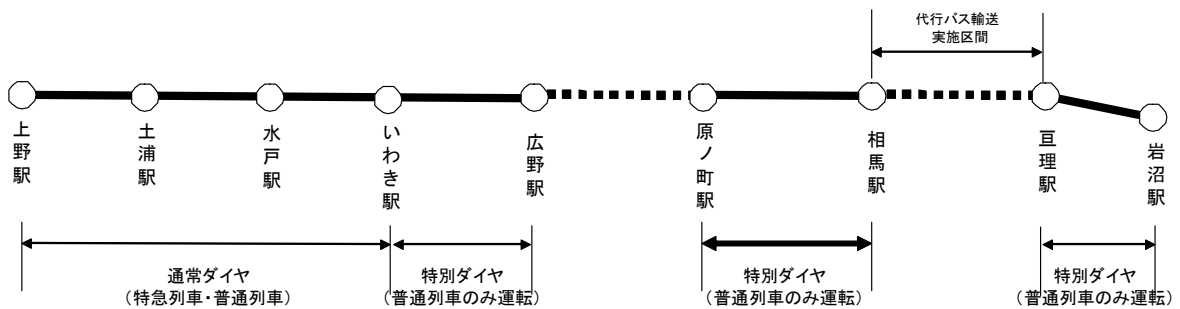 代行バス輸送
実施区間
上野駅
土浦駅
水戸駅
いわき駅
広野駅
原ノ町駅
相馬駅
亘理駅
岩沼駅
通常ダイヤ
（特急列車・普通列車）
特別ダイヤ
（普通列車のみ運転）
特別ダイヤ
（普通列車のみ運転）
特別ダイヤ
（普通列車のみ運転）